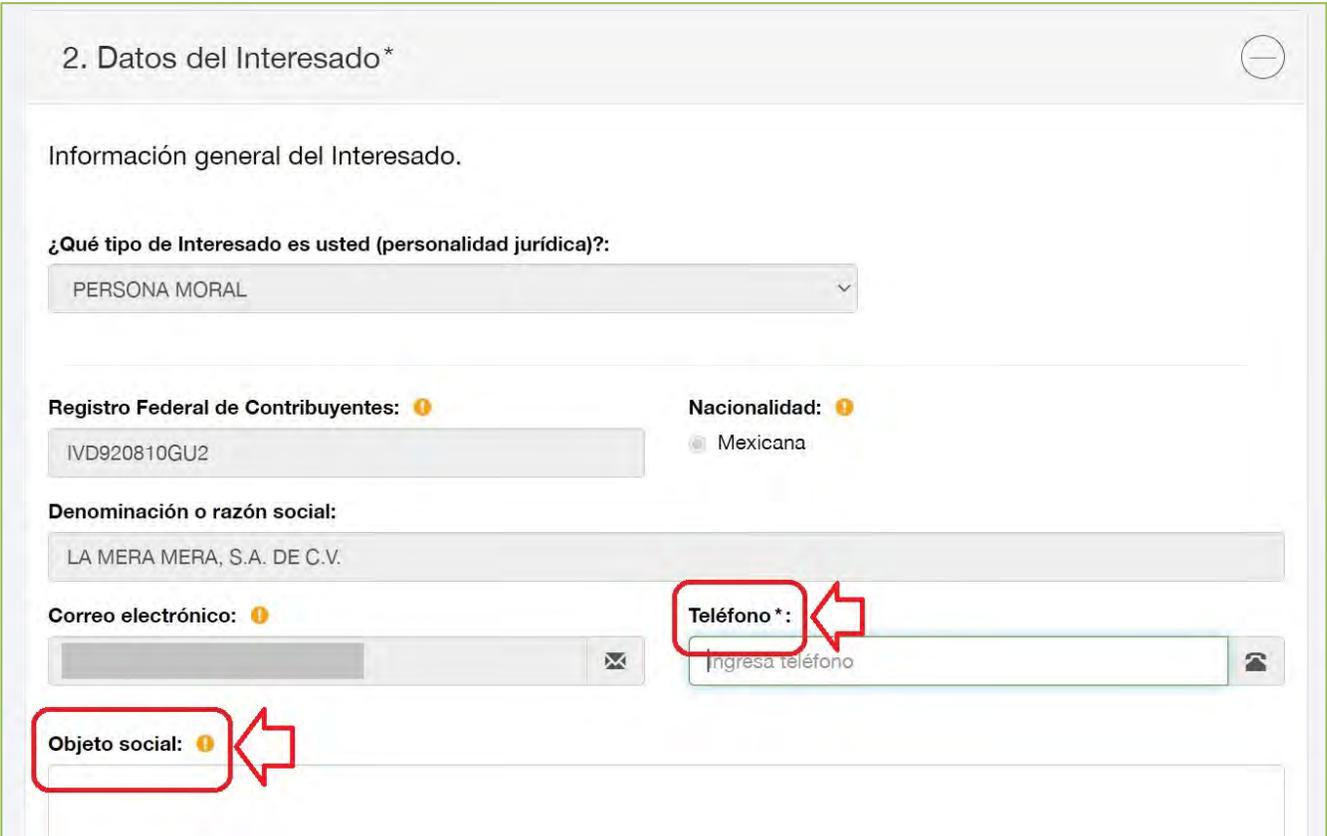 2. Datos del Interesado*
Información general del Interesado.
¿Qué tipo de Interesado es usted (personalidad jurídica)?:
PERSONA MORAL
Registro Federal de Contribuyentes:
Nacionalidad:
IVD920810GU2
Mexicana
Denominación o razón social:
LA MERA MERA, S.A. DE C.V.
Correo electrónico:
Teléfono*:
Ingresa teléfono
Objeto social: